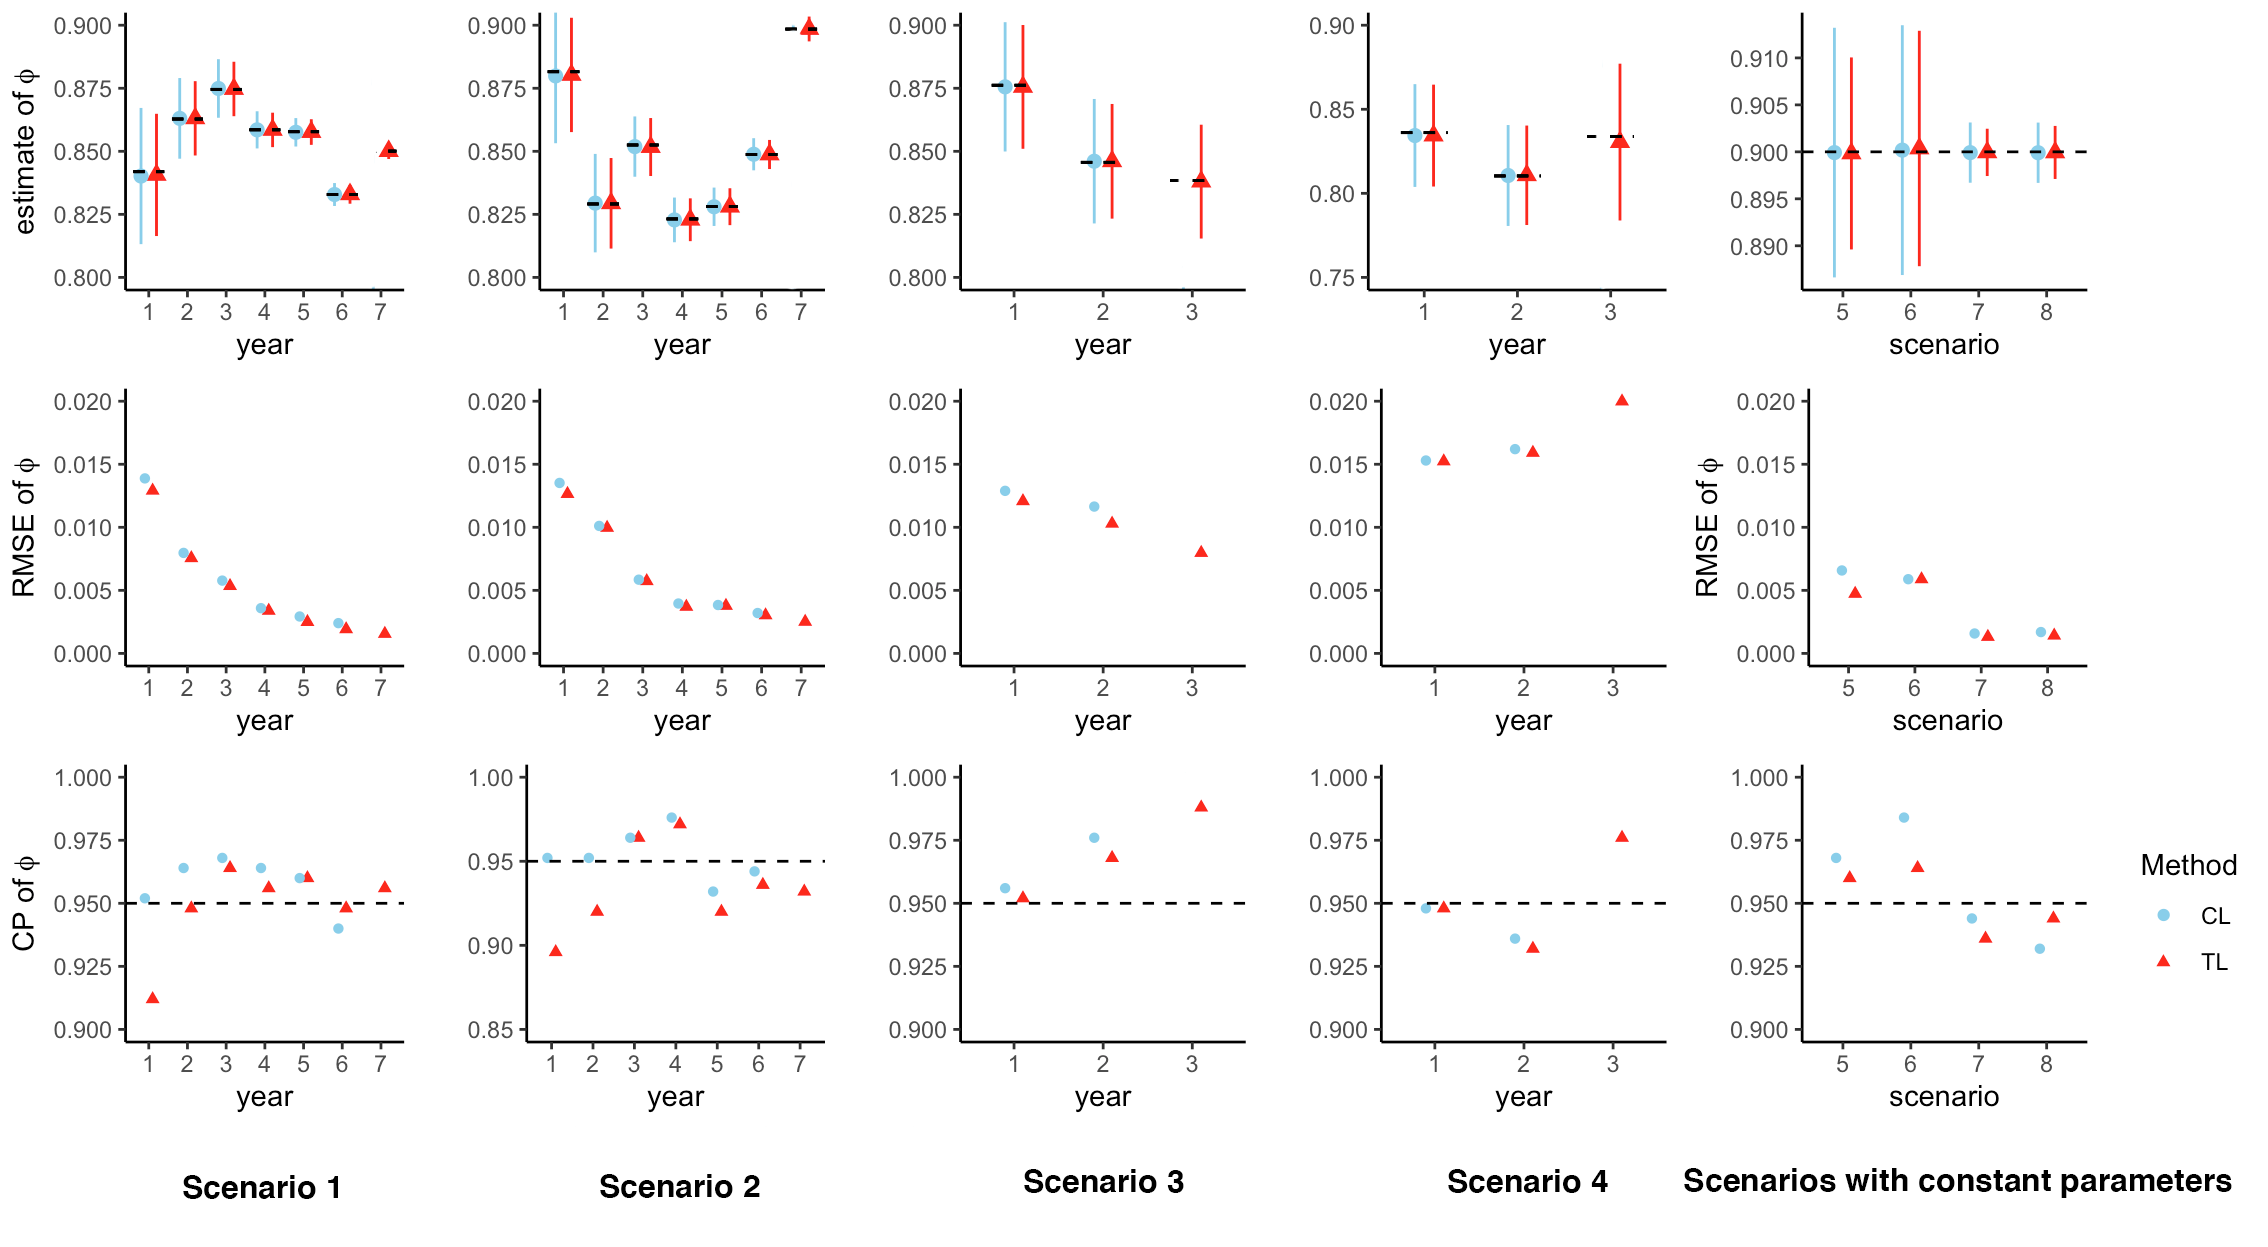 estimate of ϕ
0.900
0.875
0.850
0.825
0.800
1 2 3 4 5 6 7
year
0.900
0.875
0.850
0.825
0.800
1 2 3 4 5 6 7
year
0.900
0.875
0.850
0.825
0.800
1 2 3
year
0.90
0.85
0.80
0.75
1 2 3
year
0.910
0.905
0.900
0.895
0.890
5 6 7 8
scenario
RMSE of ϕ
0.020
0.015
0.010
0.005
0.000
1 2 3 4 5 6 7
year
0.020
0.015
0.010
0.005
0.000
1 2 3 4 5 6 7
year
0.020
0.015
0.010
0.005
0.000
1 2 3
year
0.020
0.015
0.010
0.005
0.000
1 2 3
year
RMSE of ϕ
0.020
0.015
0.010
0.005
0.000
5 6 7 8
scenario
CP of ϕ
1.000
0.975
0.950
0.925
0.900
1 2 3 4 5 6 7
year
1.00
0.95
0.90
0.85
1 2 3 4 5 6 7
year
1.000
0.975
0.950
0.925
0.900
1 2 3
year
1.000
0.975
0.950
0.925
0.900
1 2 3
year
1.000
0.975
0.950
0.925
0.900
5 6 7 8
scenario
Method
CL
TL
Scenario 1
Scenario 2
Scenario 3
Scenario 4
Scenarios with constant parameters